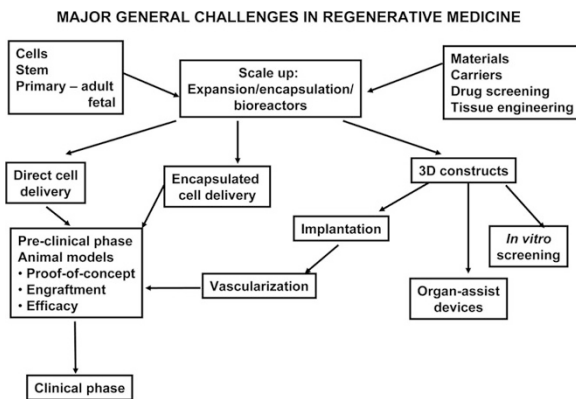 MAJOR GENERAL CHALLENGES IN REGENERATIVE MEDICINE
Cells
Stem
Primary – adult
fetal
Scale up:
Expansion/encapsulation/
bioreactors
Materials
Carriers
Drug screening
Tissue engineering
Direct cell
delivery
Encapsulated
cell delivery
3D constructs
Pre-clinical phase
Animal models
• Proof-of-concept
• Engraftment
• Efficacy
Implantation
In vitro
screening
Vascularization
Organ-assist
devices
Clinical phase